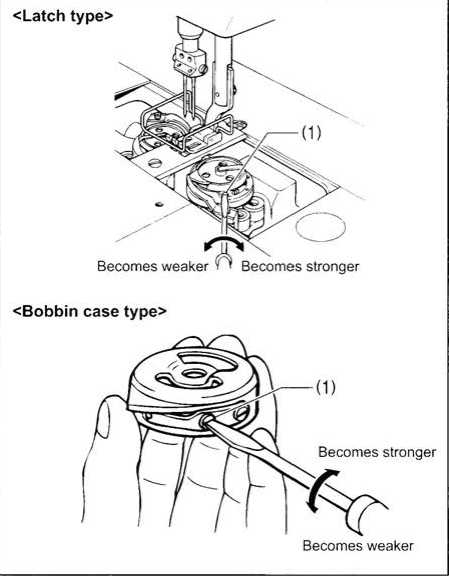 <Latch type>
(1)
Becomes weaker
Becomes stronger
<Bobbin case type>
(1)
Becomes stronger
Becomes weaker